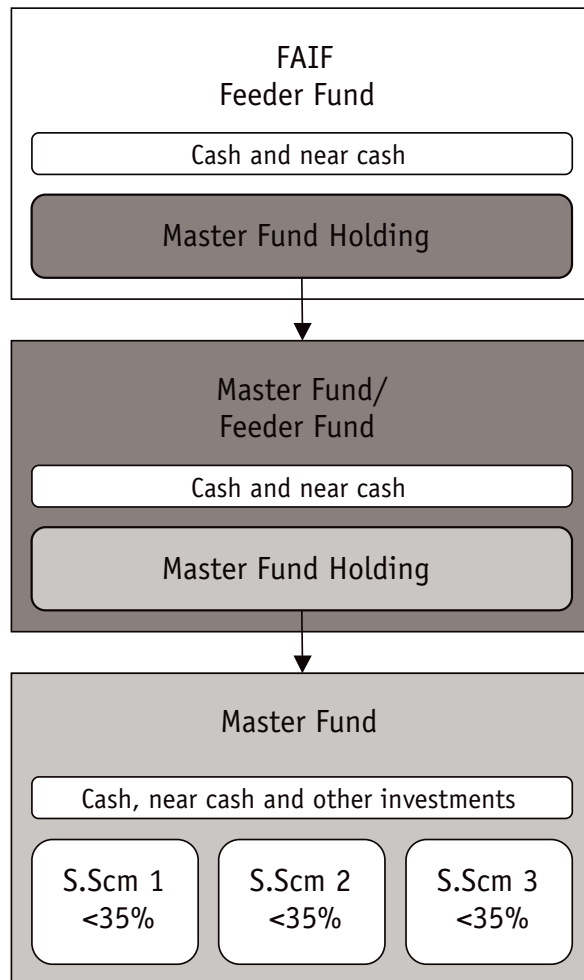 FAIF
Feeder Fund
Cash and near cash
Master Fund Holding
Master Fund/
Feeder Fund
Cash and near cash
Master Fund Holding
Master Fund
Cash, near cash and other investments
S.Scm 1
<35%
S.Scm 2
<35%
S.Scm 3
<35%